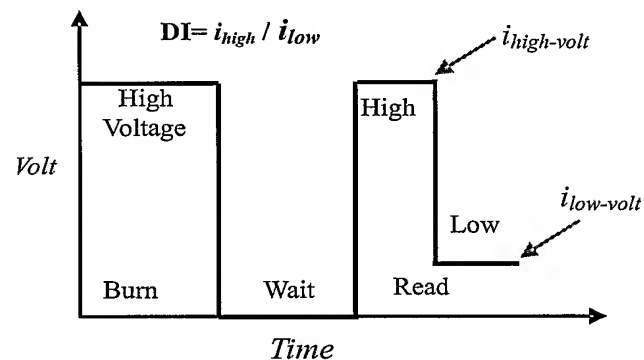 DI= i_high / i_low
i_high-volt
High
Voltage
High
Volt
i_low-volt
Low
Burn
Wait
Read
Time